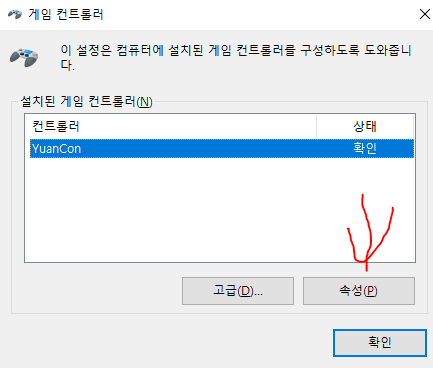 게임 컨트롤러
이 설정은 컴퓨터에 설치된 게임 컨트롤러를 구성하도록 도와줍니
다.
설치된 게임 컨트롤러(N)
컨트롤러 상태
YuanCon 확인
고급(D)... 속성(P)
확인